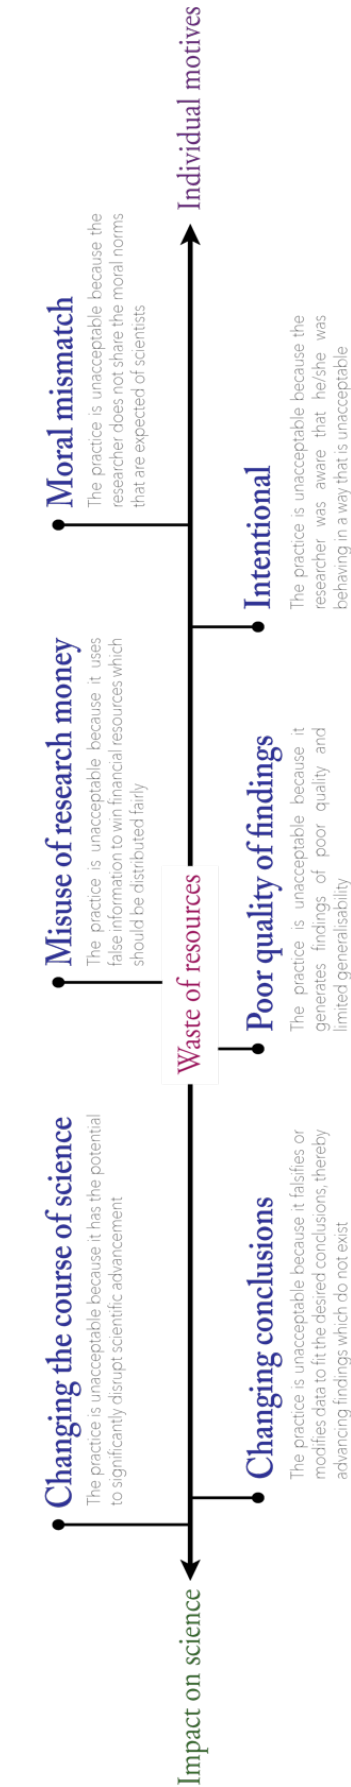 Changing the course of science
The practice is unacceptable because it has the potential
to significantly disrupt scientific advancement
Misuse of research money
The practice is unacceptable because it uses
false information to win financial resources which
should be distributed fairly
Moral mismatch
The practice is unacceptable because the
researcher does not share the moral norms
that are expected of scientists
Impact on science
Waste of resources
Individual motives
Changing conclusions
The practice is unacceptable because it falsifies or
modifies data to fit the desired conclusions, thereby
advancing findings which do not exist
Poor quality of findings
The practice is unacceptable because it
generates findings of poor quality and
limited generalisability
Intentional
The practice is unacceptable because the
researcher was aware that he/she was
behaving in a way that is unacceptable